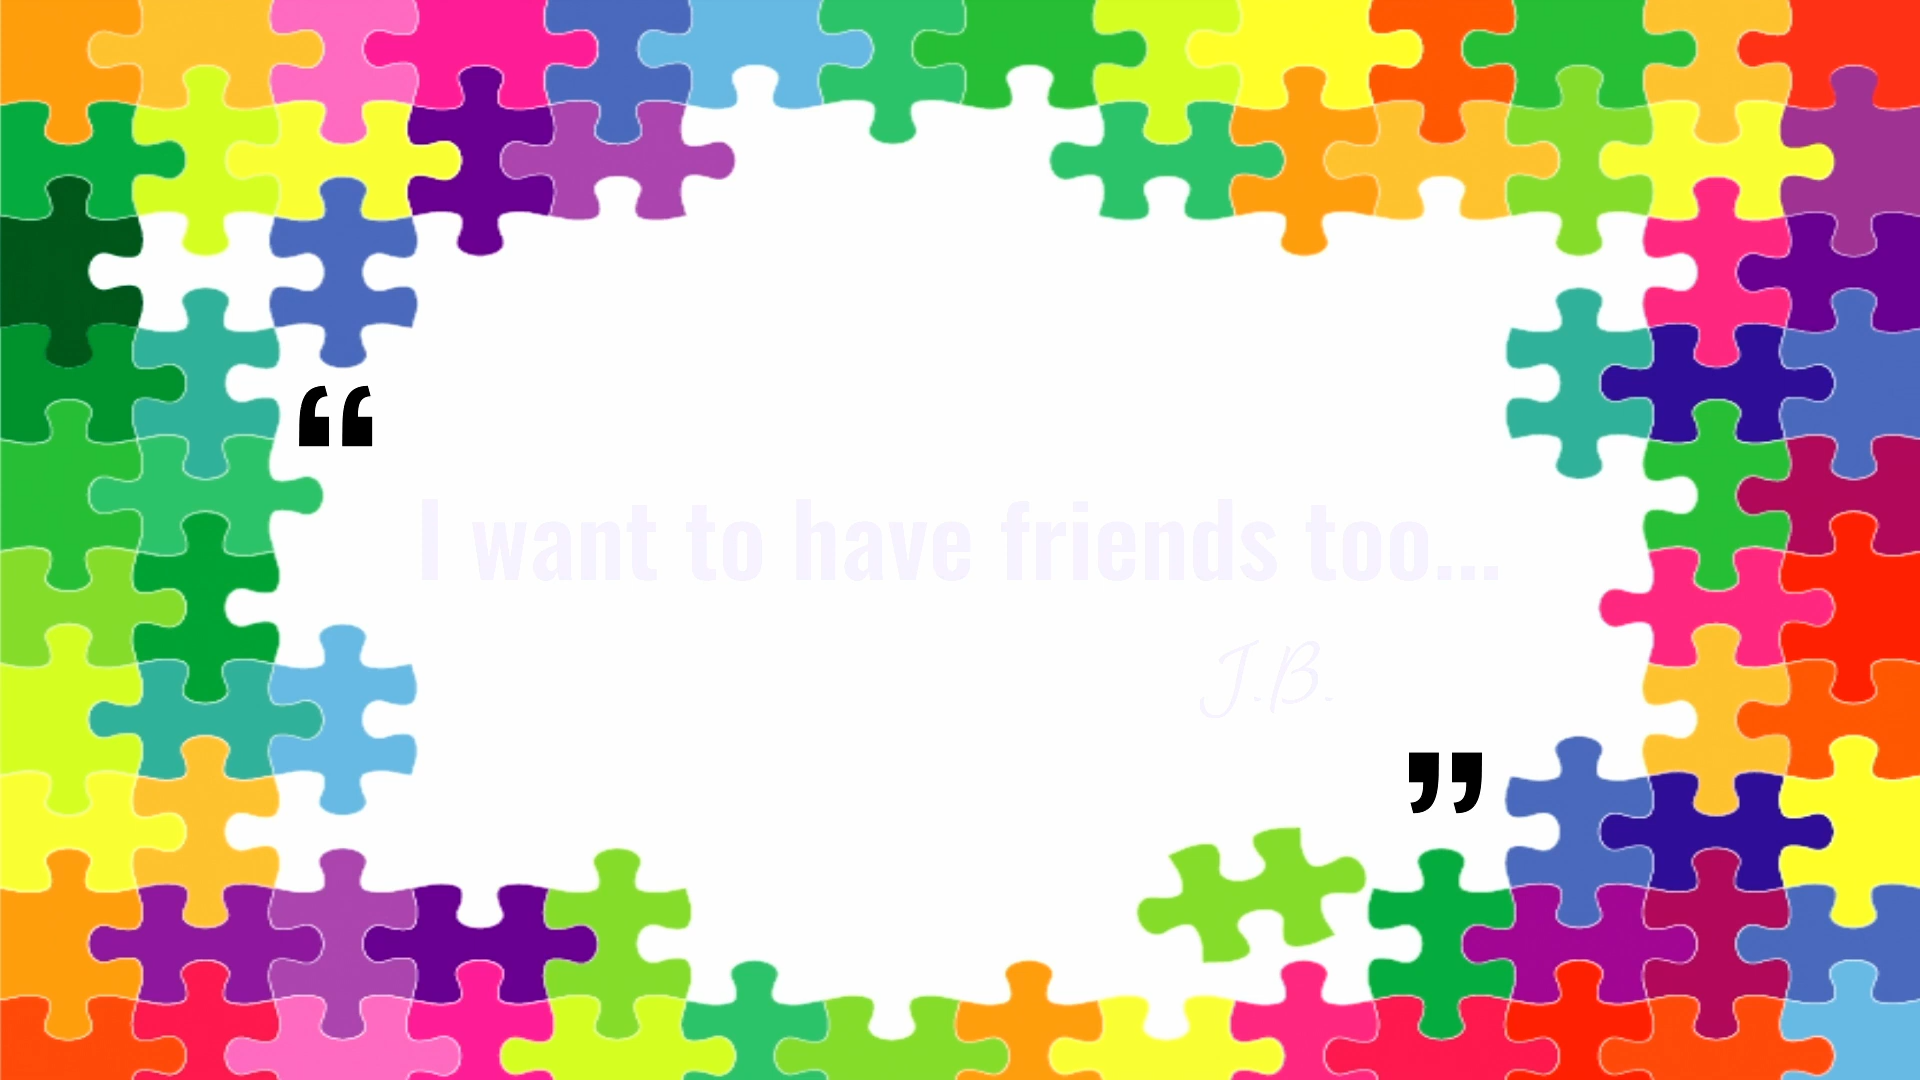 “
I want to have friends too...
J.B.
”